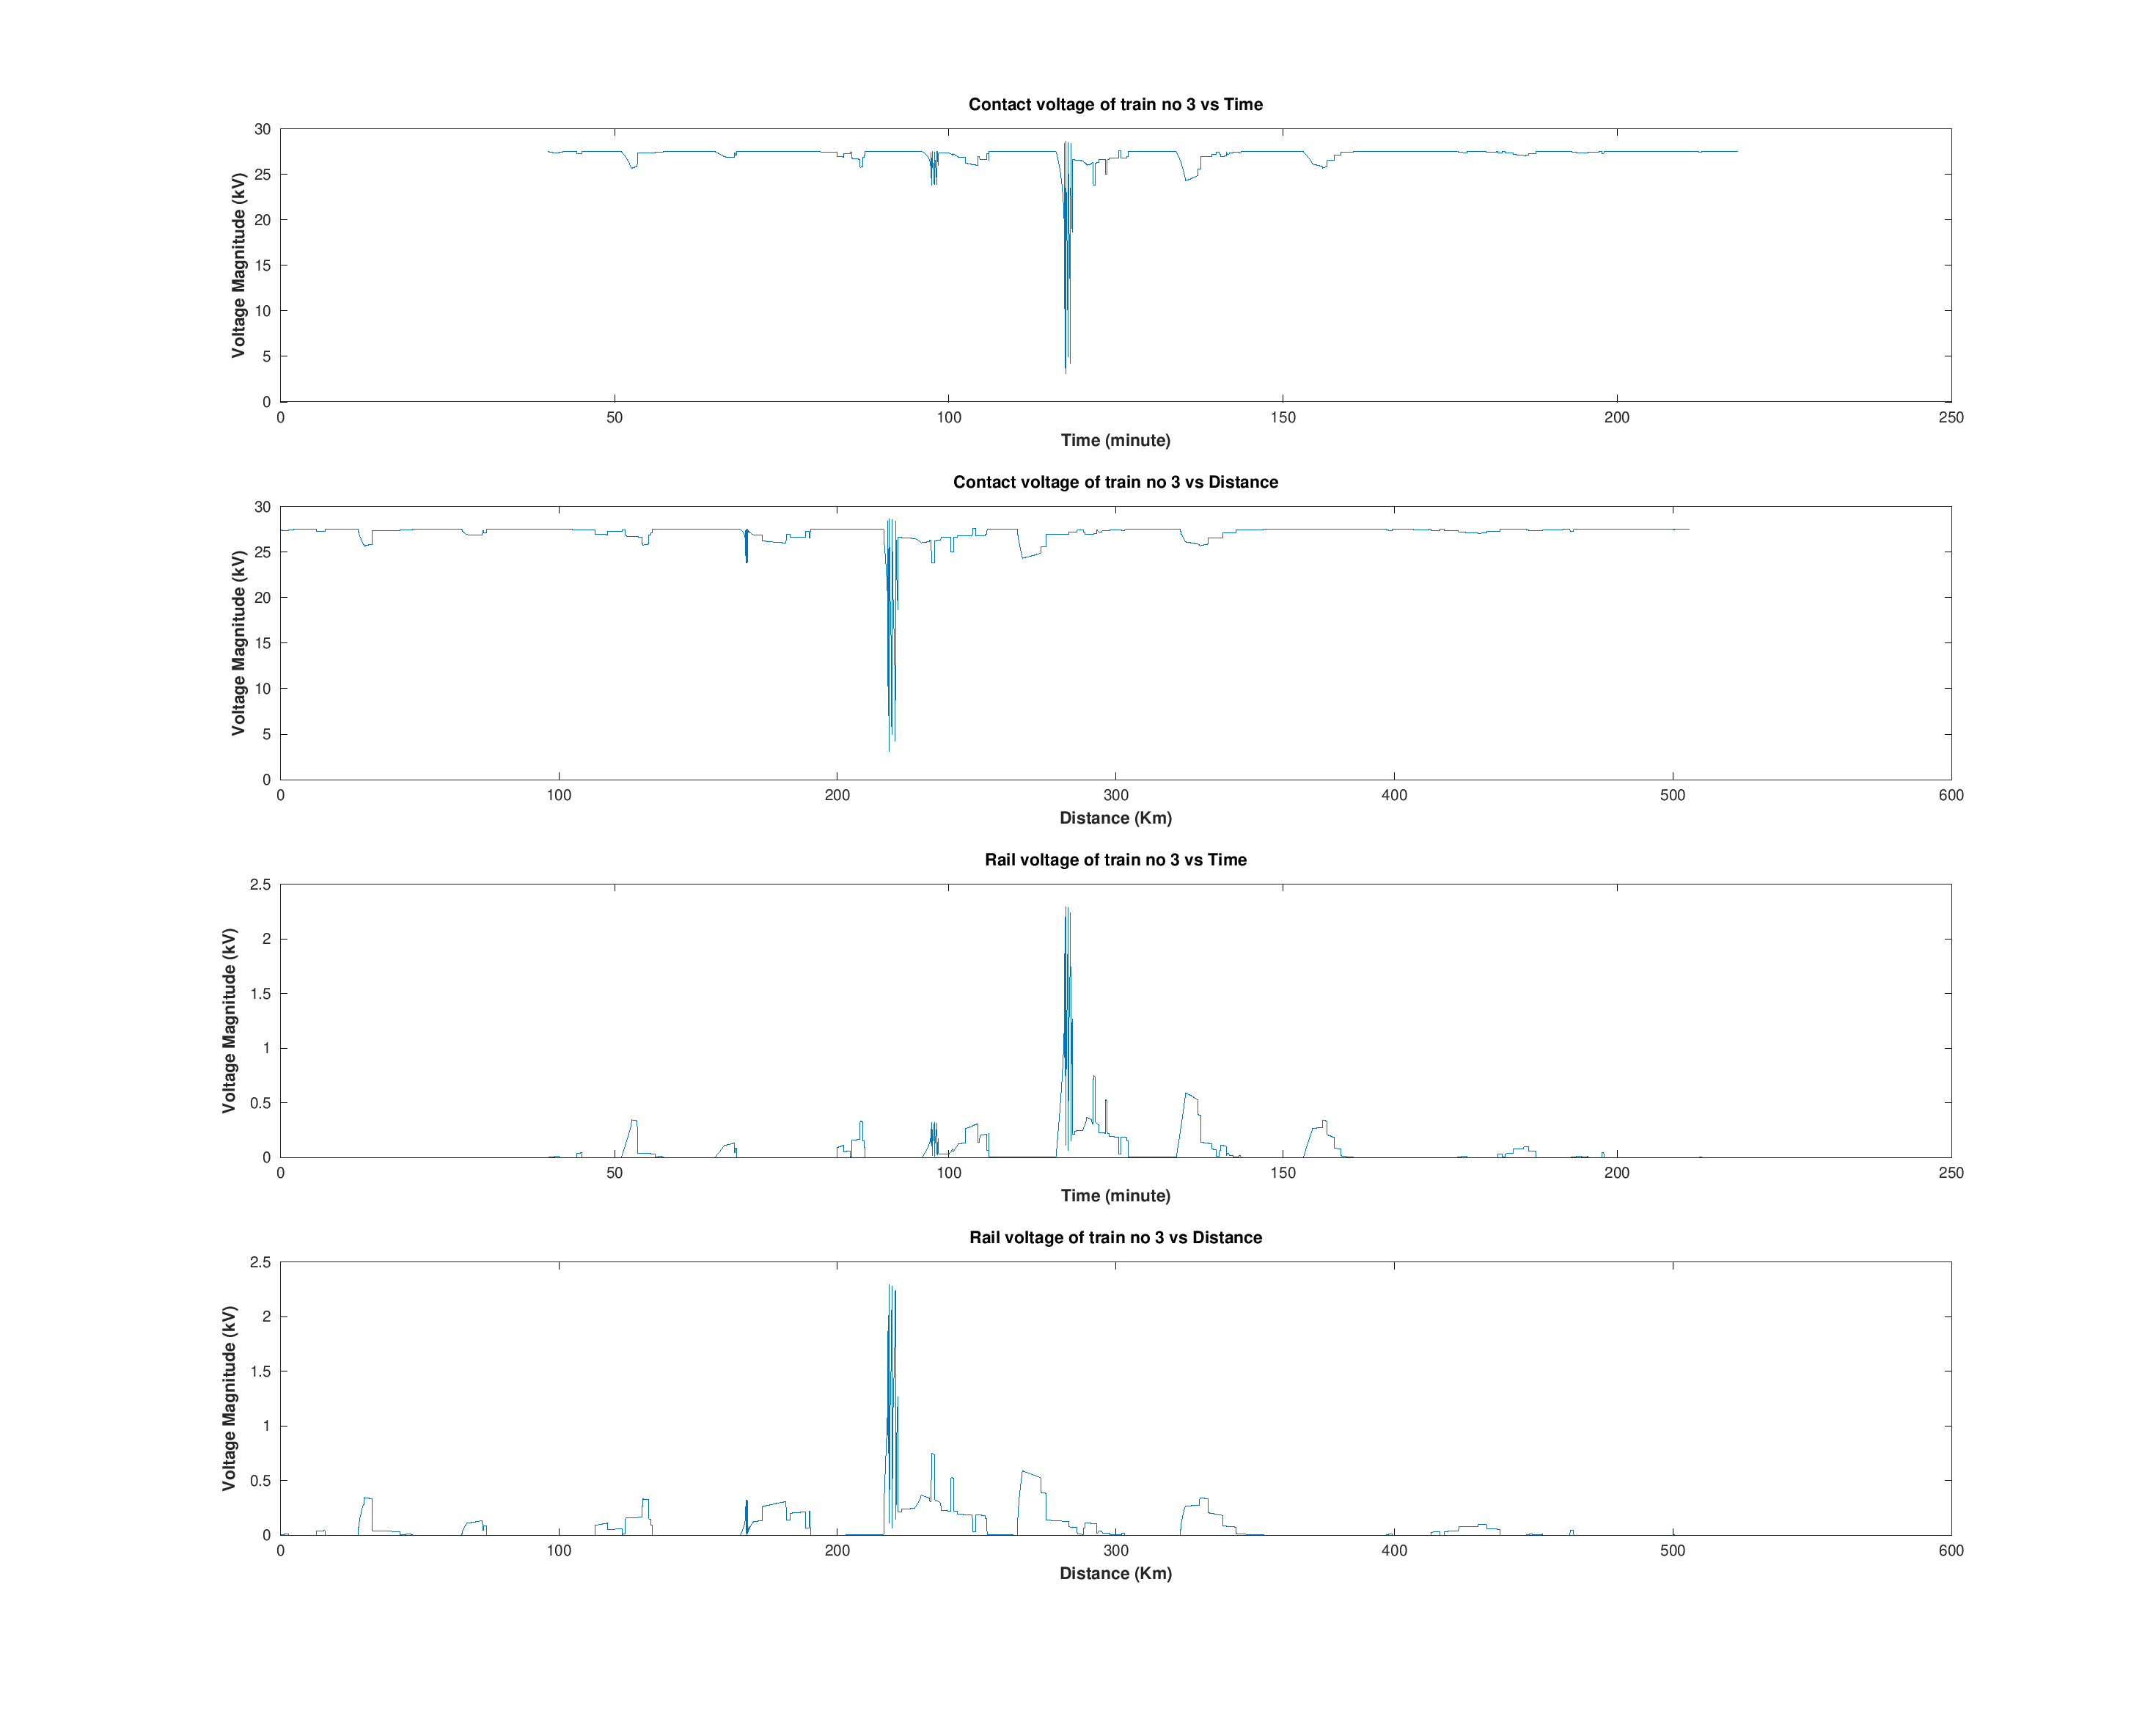 Contact voltage of train no 3 vs Time
Voltage Magnitude (kV)
30
25
20
15
10
5
0
0 50 100 150 200 250
Time (minute)
Contact voltage of train no 3 vs Distance
Voltage Magnitude (kV)
30
25
20
15
10
5
0
0 100 200 300 400 500 600
Distance (Km)
Rail voltage of train no 3 vs Time
Voltage Magnitude (kV)
2.5
2
1.5
1
0.5
0
0 50 100 150 200 250
Time (minute)
Rail voltage of train no 3 vs Distance
Voltage Magnitude (kV)
2.5
2
1.5
1
0.5
0
0 100 200 300 400 500 600
Distance (Km)